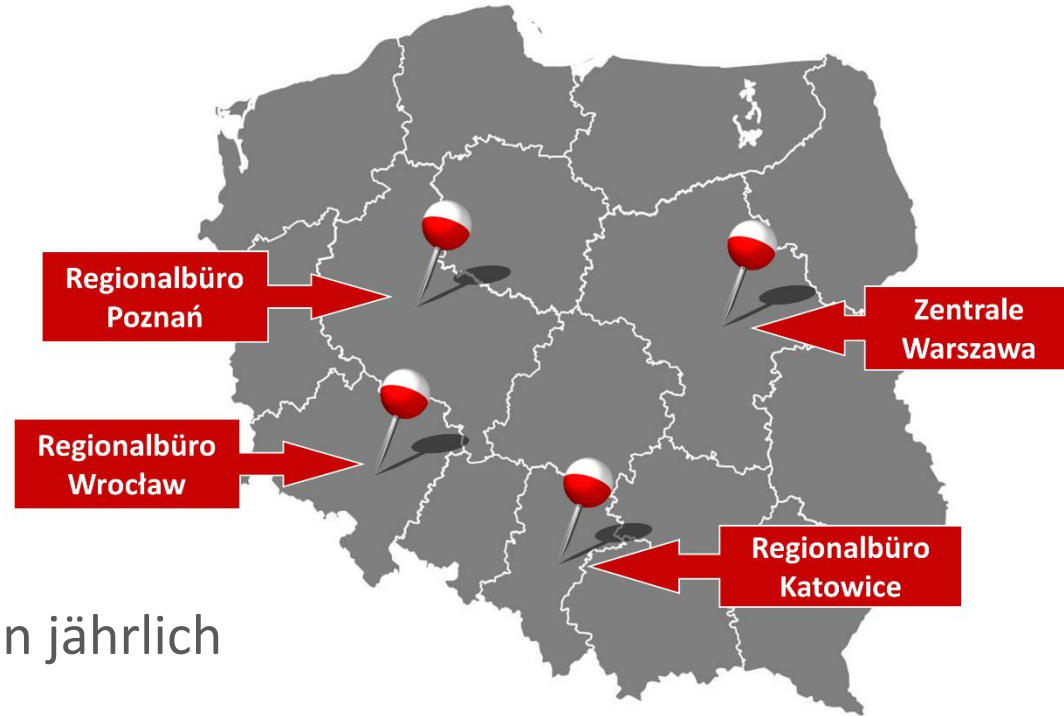 Regionalbüro
Poznań
Zentrale
Warszawa
Regionalbüro
Wrocław
Regionalbüro
Katowice
n jährlich